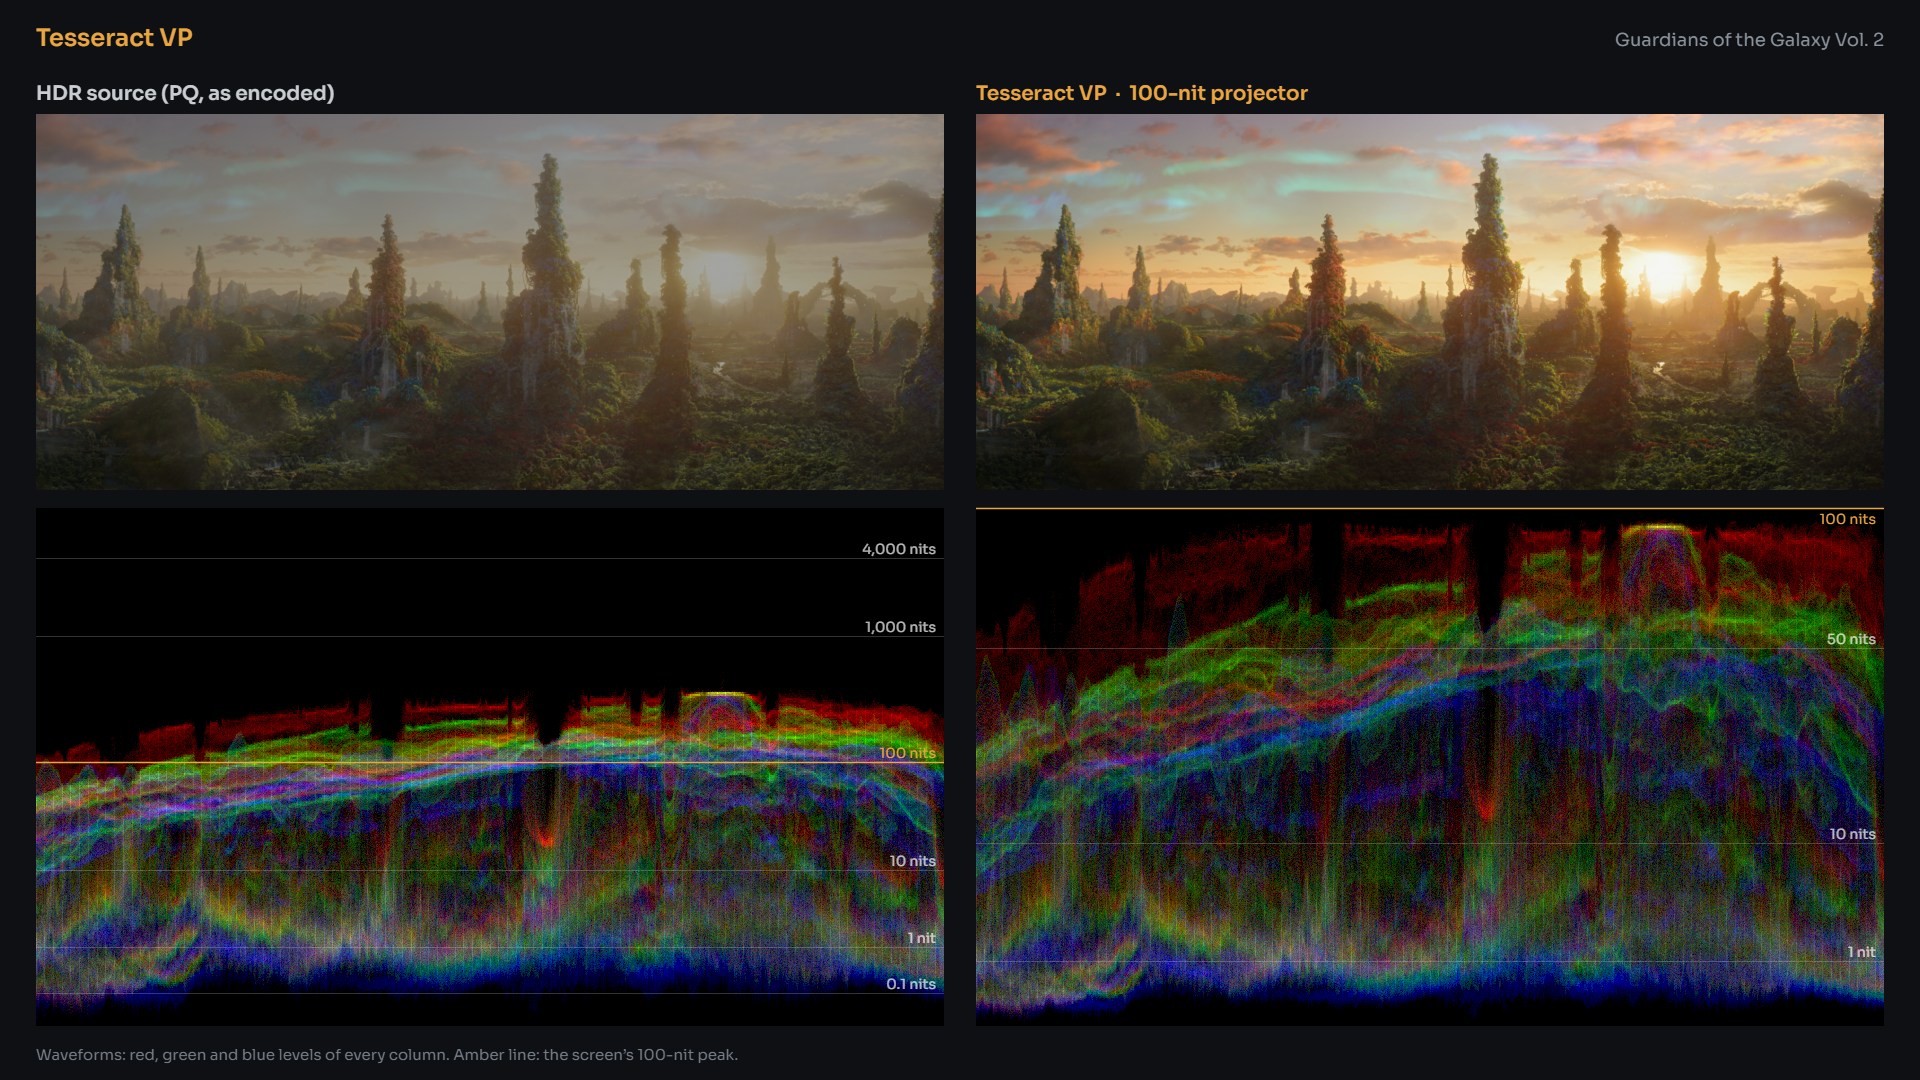 Tesseract VP
Guardians of the Galaxy Vol. 2
HDR source (PQ, as encoded)
Tesseract VP · 100-nit projector
4,000 nits
1,000 nits
100 nits
10 nits
1 nit
0.1 nits
100 nits
50 nits
10 nits
1 nit
Waveforms: red, green and blue levels of every column. Amber line: the screen’s 100-nit peak.